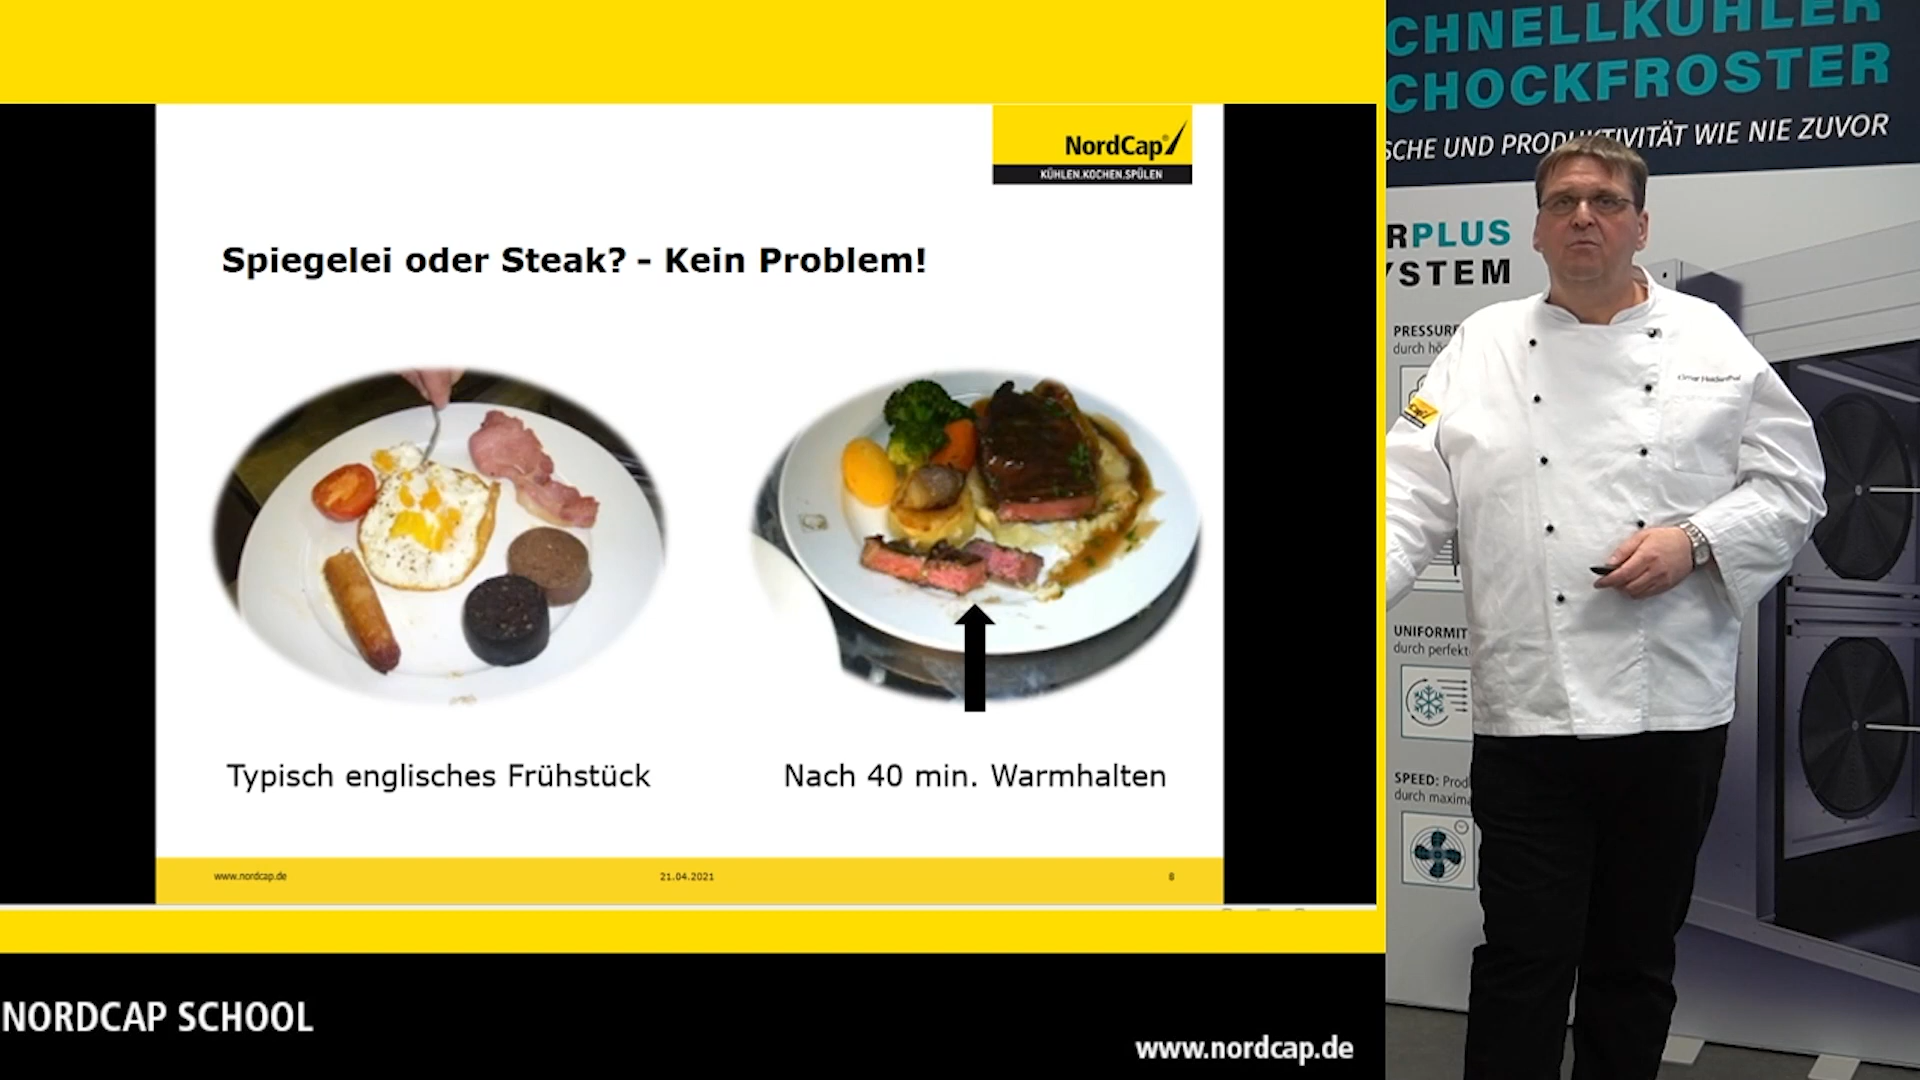 NordCap®
KÜHLEN.KOCHEN.SPÜLEN
Spiegelei oder Steak? - Kein Problem!
Typisch englisches Frühstück
Nach 40 min. Warmhalten
www.nordcap.de
21.04.2021
8
NORDCAP SCHOOL
www.nordcap.de
CHNELLKÜHLER
CHOCKFROSTER
SCHE UND PRODUKTIVITÄT WIE NIE ZUVOR
RPLUS
YSTEM
PRESSURE
durch hö
UNIFORMIT
durch perfekt
SPEED: Prod
durch maxima